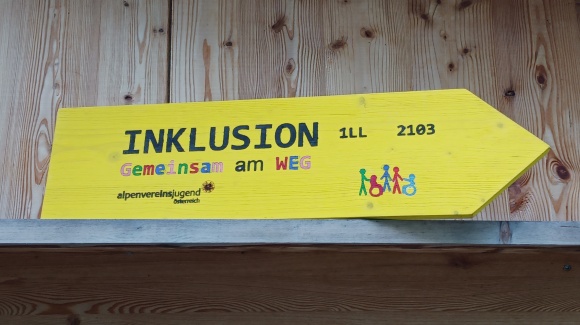 INKLUSION 1LL 2103
Gemeinsam am WEG
alpenvereinsjugend
österreich